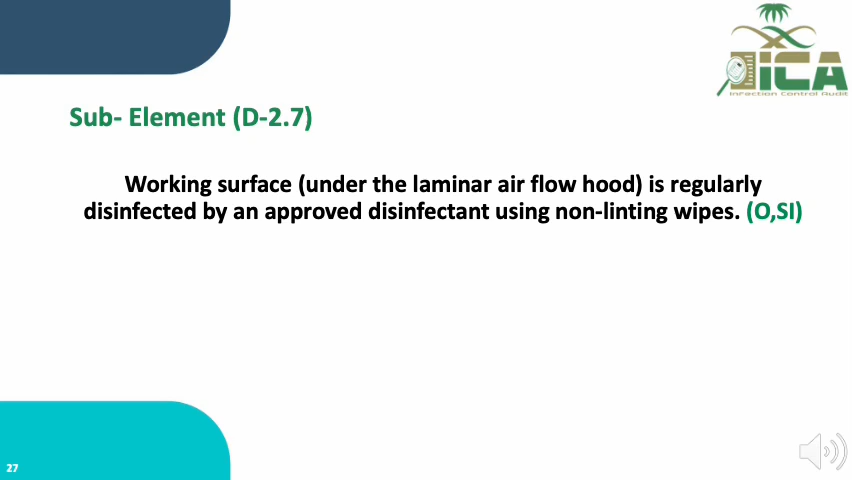 iCA
Infection Control Audit
Sub- Element (D-2.7)
Working surface (under the laminar air flow hood) is regularly
disinfected by an approved disinfectant using non-linting wipes. (O,SI)
27